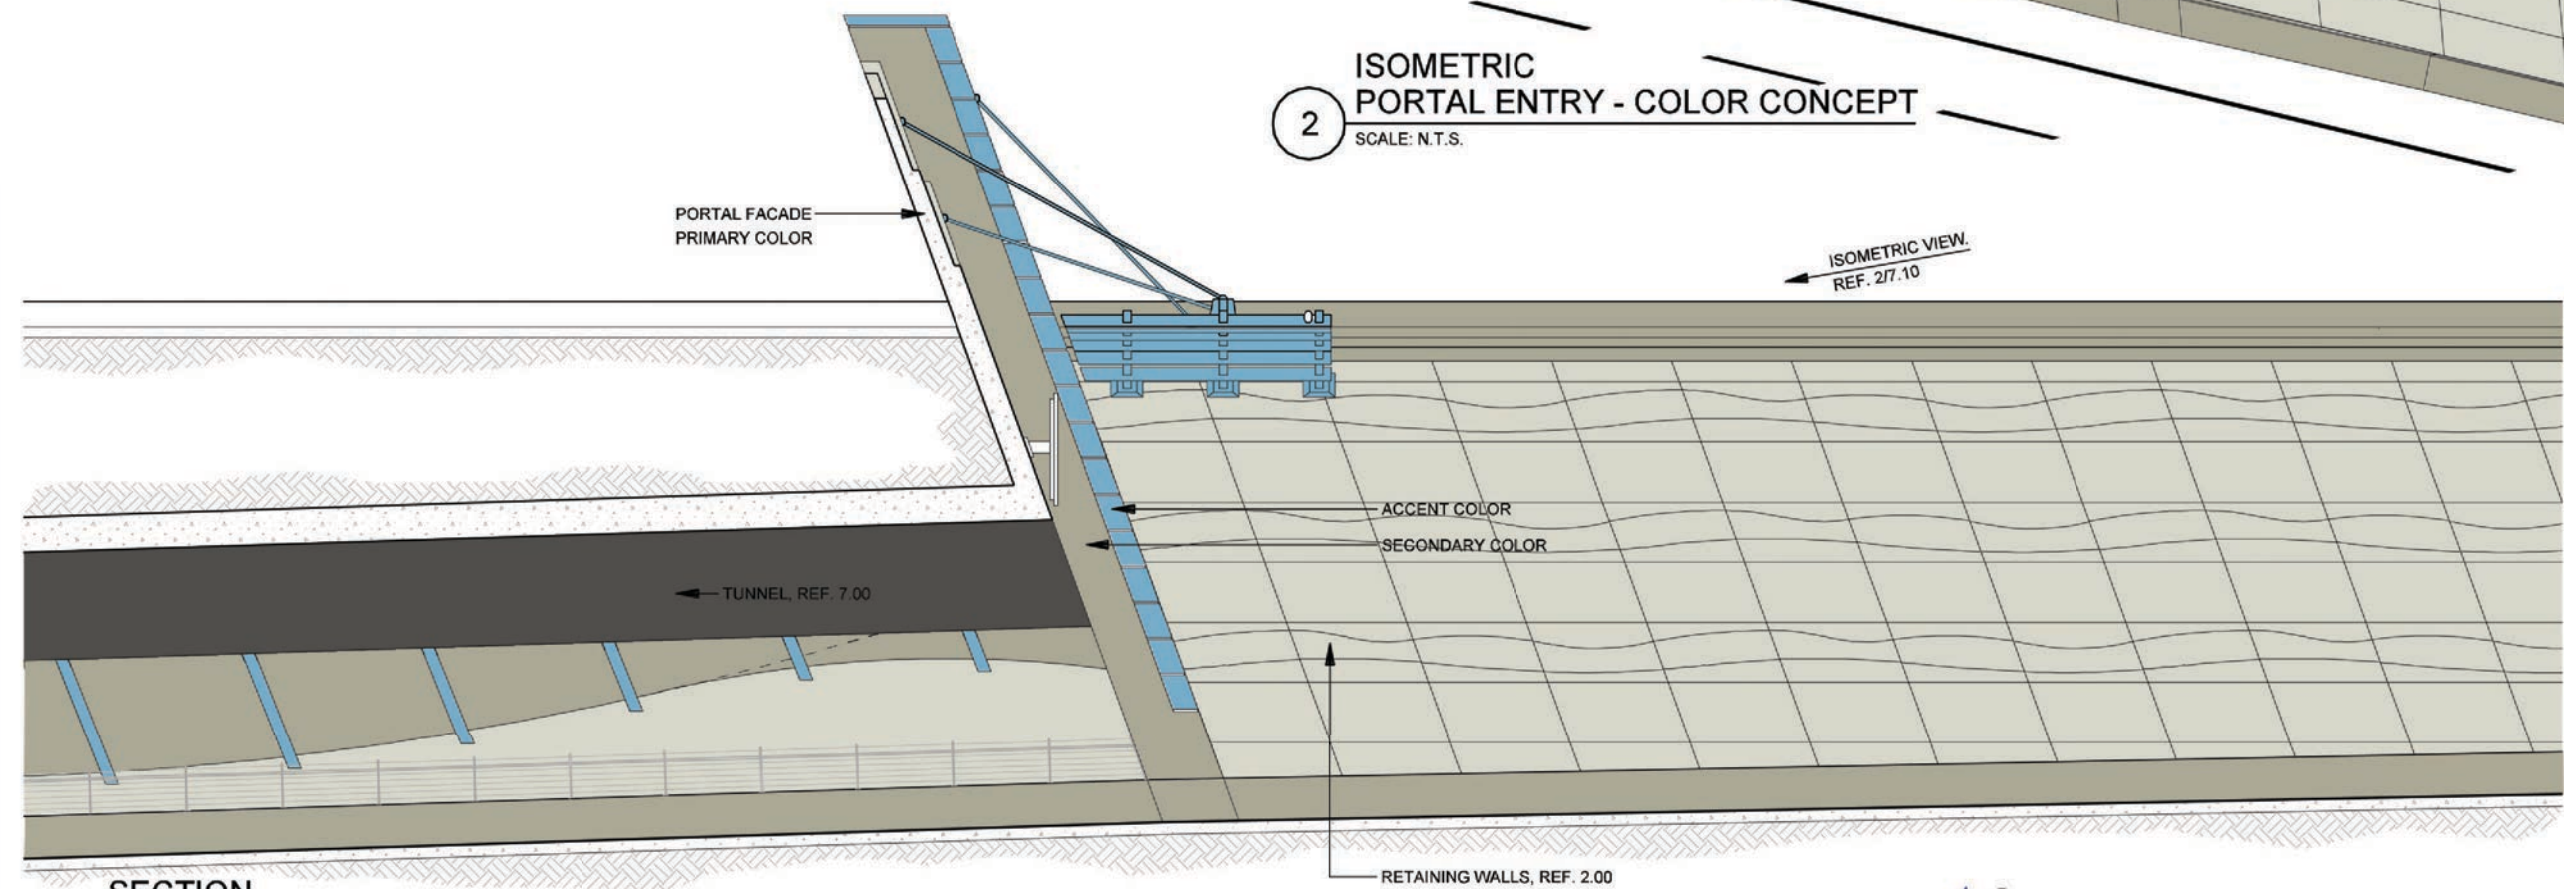 ISOMETRIC
PORTAL ENTRY - COLOR CONCEPT
2
SCALE: N.T.S.
PORTAL FACADE
PRIMARY COLOR
ISOMETRIC VIEW.
REF. 2/7.10
ACCENT COLOR
SECONDARY COLOR
TUNNEL, REF. 7.00
RETAINING WALLS, REF. 2.00
SECTION